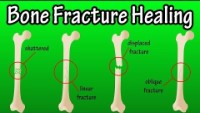 Bone Fracture Healing
shattered
linear
fracture
displaced
fracture
oblique
fracture